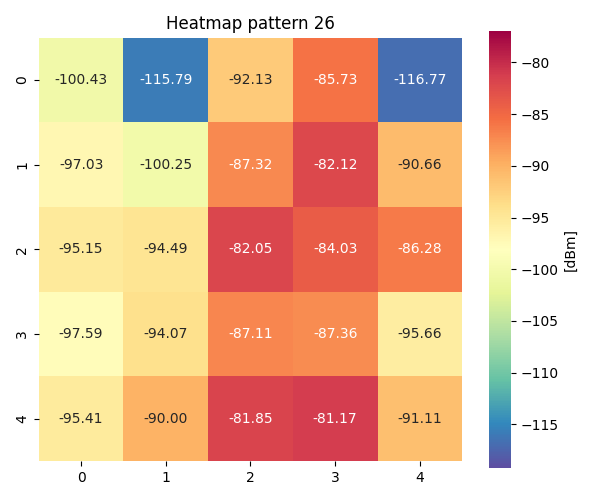 Heatmap pattern 26
0 -100.43 -115.79 -92.13 -85.73 -116.77
1 -97.03 -100.25 -87.32 -82.12 -90.66
2 -95.15 -94.49 -82.05 -84.03 -86.28
3 -97.59 -94.07 -87.11 -87.36 -95.66
4 -95.41 -90.00 -81.85 -81.17 -91.11
0 1 2 3 4
−80
−85
−90
−95
−100
−105
−110
−115
[dBm]